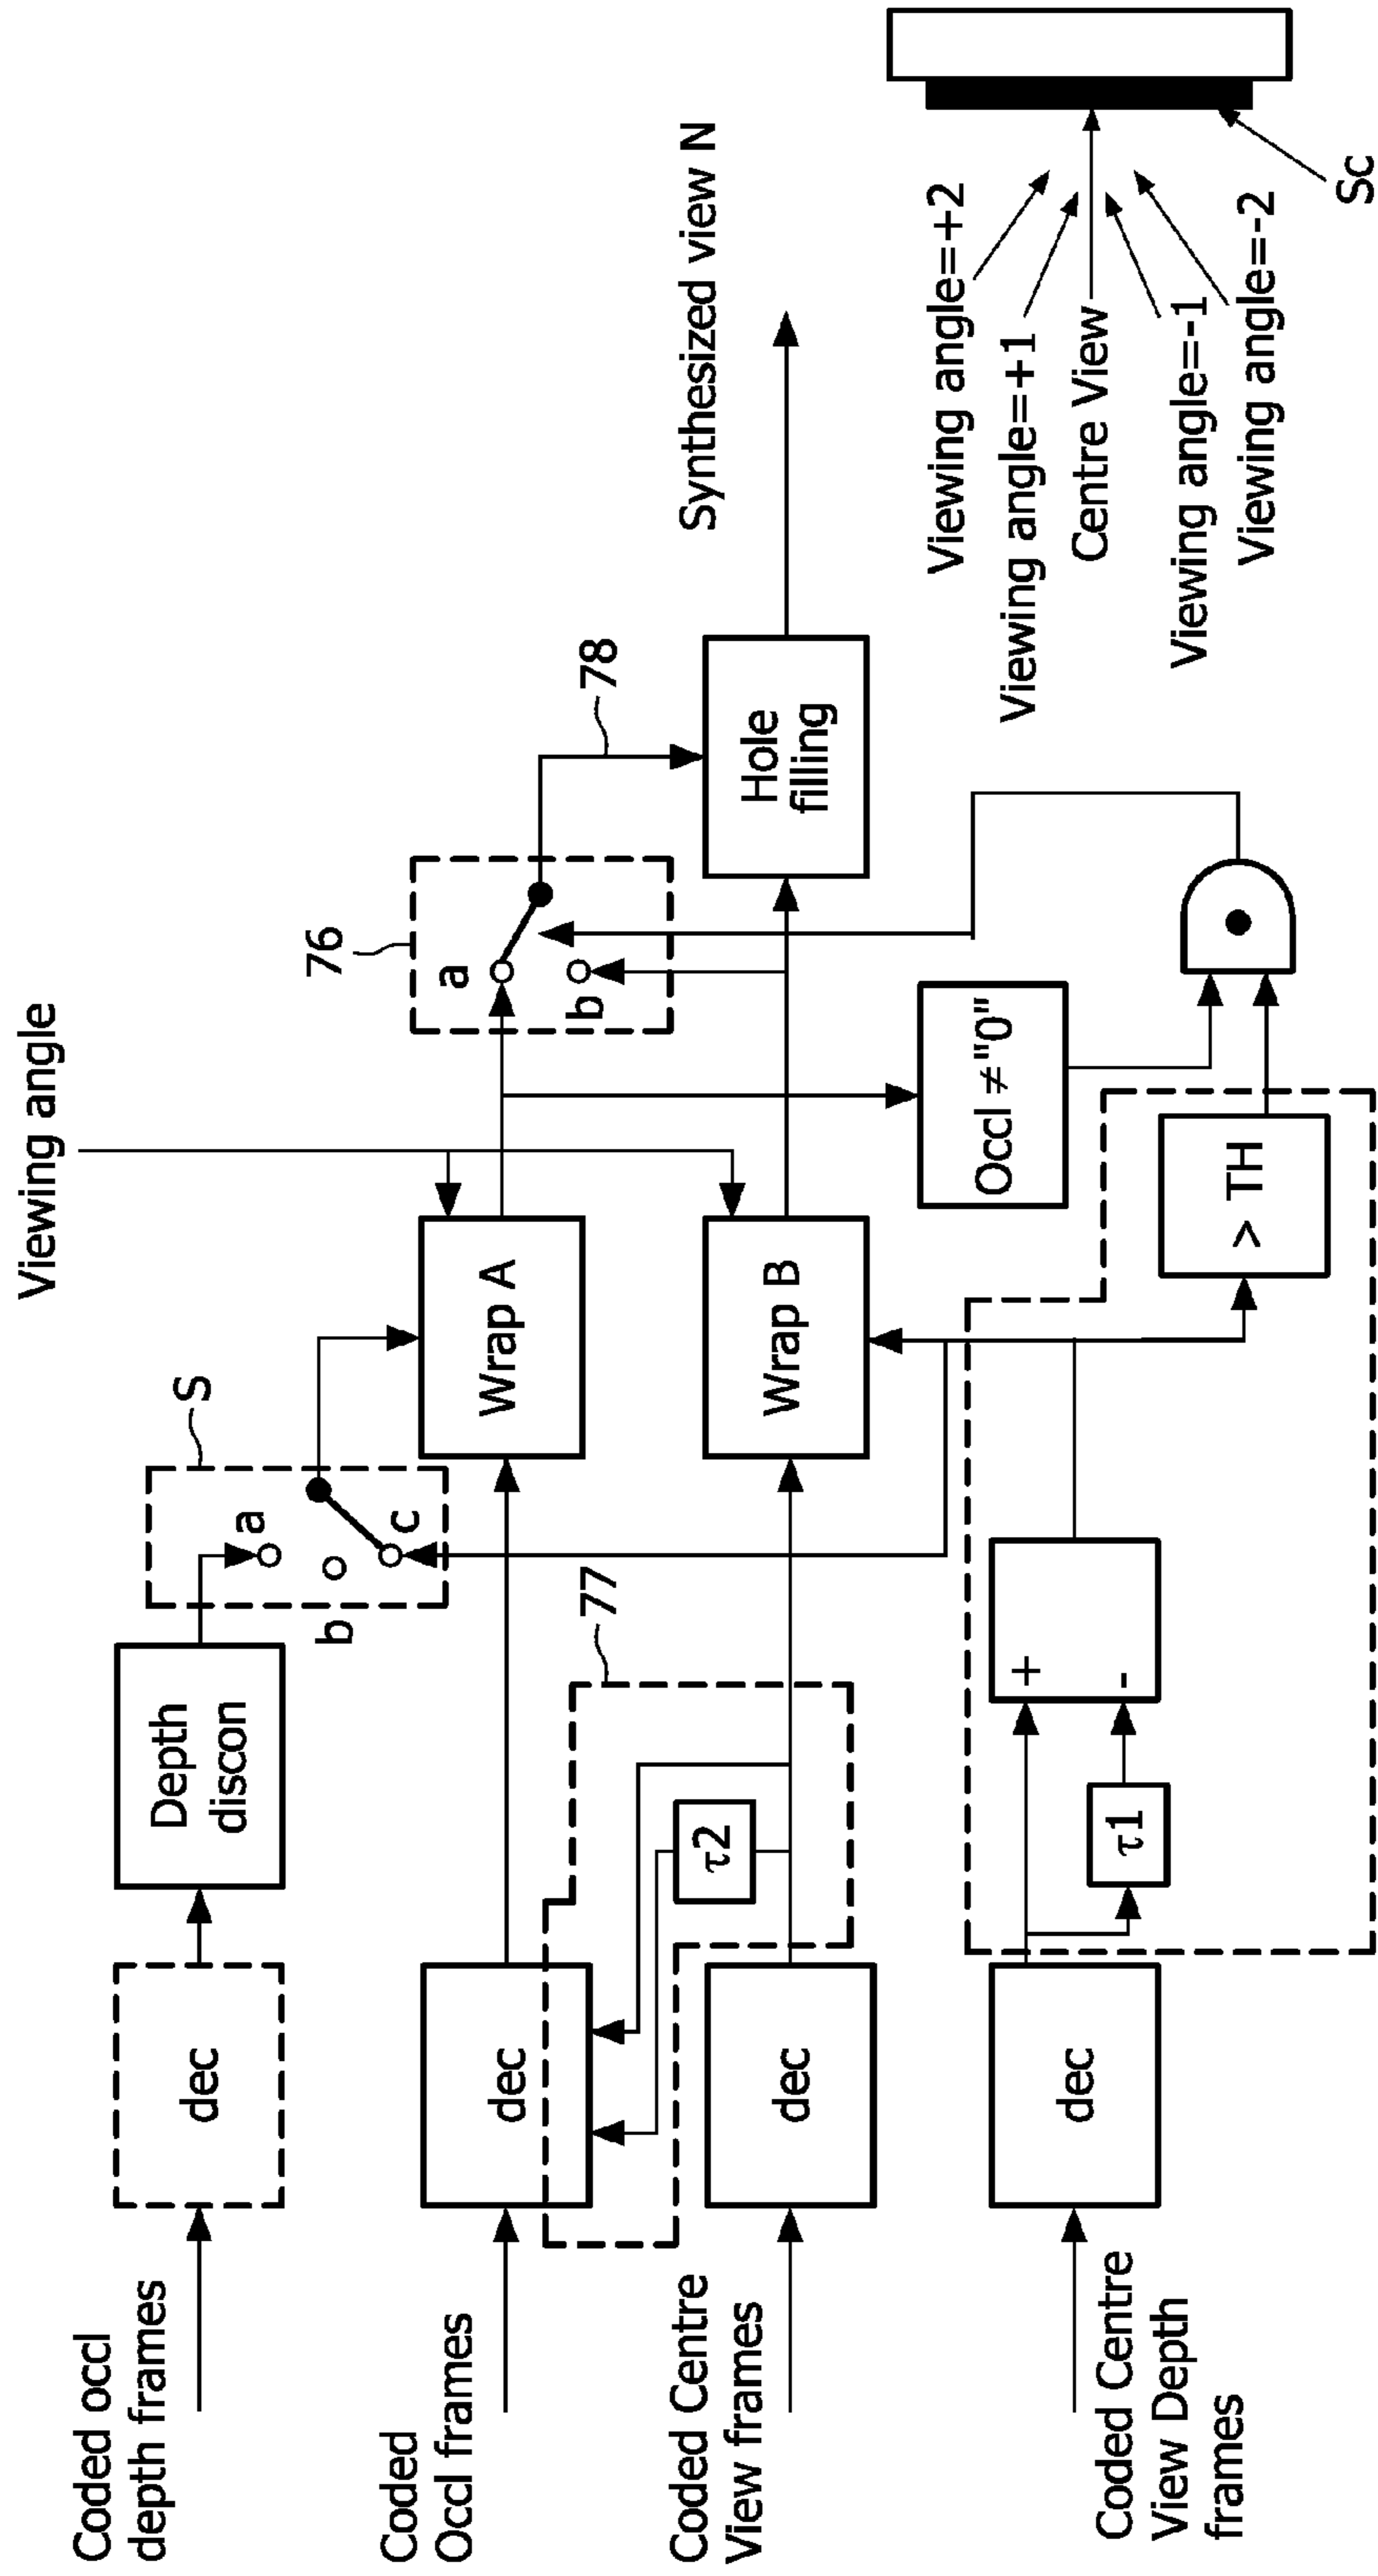 Viewing angle
S
76
78
Coded occl
depth frames
dec
Depth
discon
a
b
c
a
b
Coded
Occl frames
dec
Wrap A
77
τ2
Hole
filling
Synthesized view N
Coded Centre
View frames
dec
Wrap B
Occl ≠"0"
Coded Centre
View Depth
frames
dec
τ1
+
-
> TH
Viewing angle=+2
Viewing angle=+1
Centre View
Viewing angle=-1
Viewing angle=-2
Sc